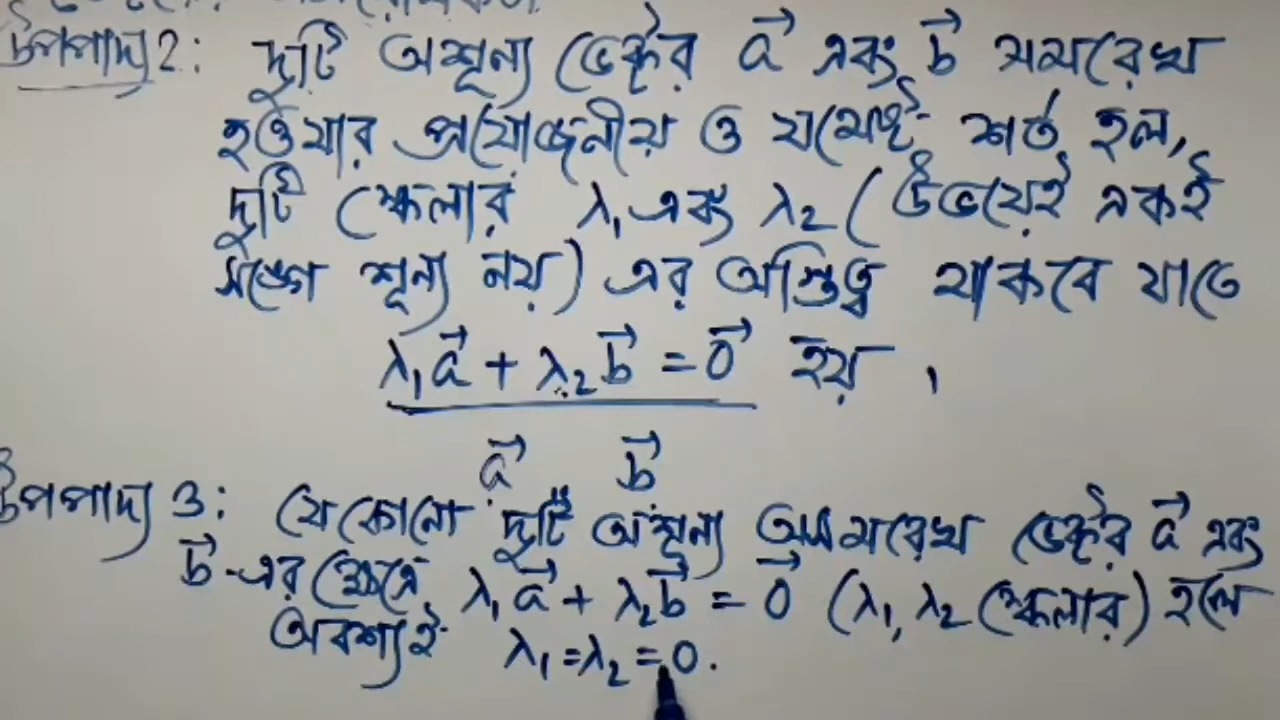 উপপাদ্য 2: দুটি অশূন্য ভেক্টর a⃗ এবং b⃗ সমরেখ
হওয়ার প্রয়োজনীয় ও যথেষ্ট শর্ত হল,
দুটি স্কেলার λ₁ এবং λ₂ (উভয়েই একই
সঙ্গে শূন্য নয়) এর অস্তিত্ব থাকবে যাতে
λ₁a⃗ + λ₂b⃗ = 0⃗ হয় ।
a⃗ b⃗
উপপাদ্য 3: যেকোনো দুটি অশূন্য অসমরেখ ভেক্টর a⃗ এবং
b⃗-এর ক্ষেত্রে λ₁a⃗ + λ₂b⃗ = 0⃗ (λ₁, λ₂ স্কেলার) হলে
অবশ্যই λ₁ = λ₂ = 0.